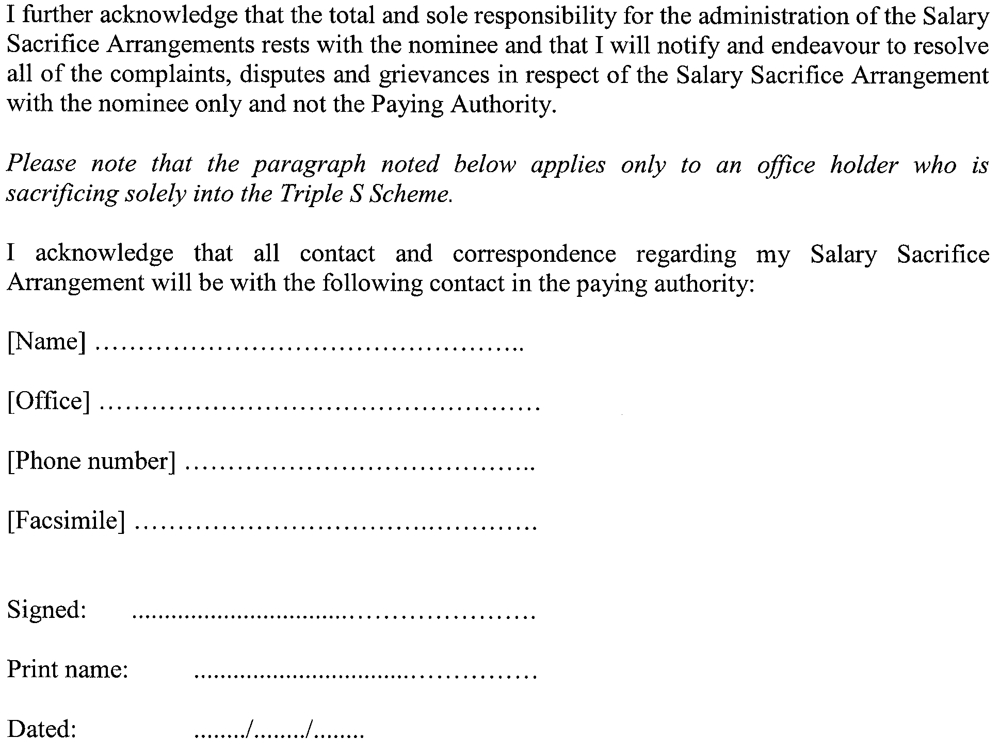 I further acknowledge that the total and sole responsibility for the administration of the Salary
Sacrifice Arrangements rests with the nominee and that I will notify and endeavour to resolve
all of the complaints, disputes and grievances in respect of the Salary Sacrifice Arrangement
with the nominee only and not the Paying Authority.
Please note that the paragraph noted below applies only to an office holder who is
sacrificing solely into the Triple S Scheme.
I acknowledge that all contact and correspondence regarding my Salary Sacrifice
Arrangement will be with the following contact in the paying authority:
[Name] ......................................................
[Office] ......................................................
[Phone number] ..........................................
[Facsimile] ................................................
Signed: ......................................................
Print name: ................................................
Dated: ......../......../........